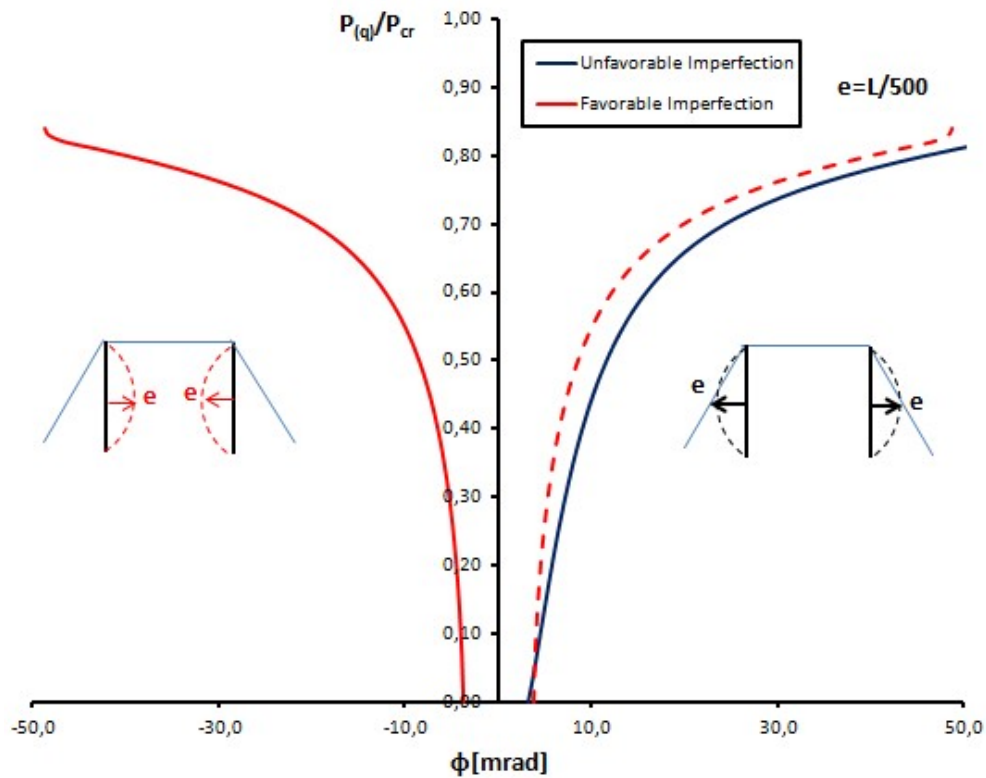 P(q)/Pcr
1,00
0,90
0,80
0,70
0,60
0,50
0,40
0,30
0,20
0,10
0,00
Unfavorable Imperfection
Favorable Imperfection
e=L/500
e e
e e
-50,0 -30,0 -10,0 10,0 30,0 50,0
ϕ[mrad]